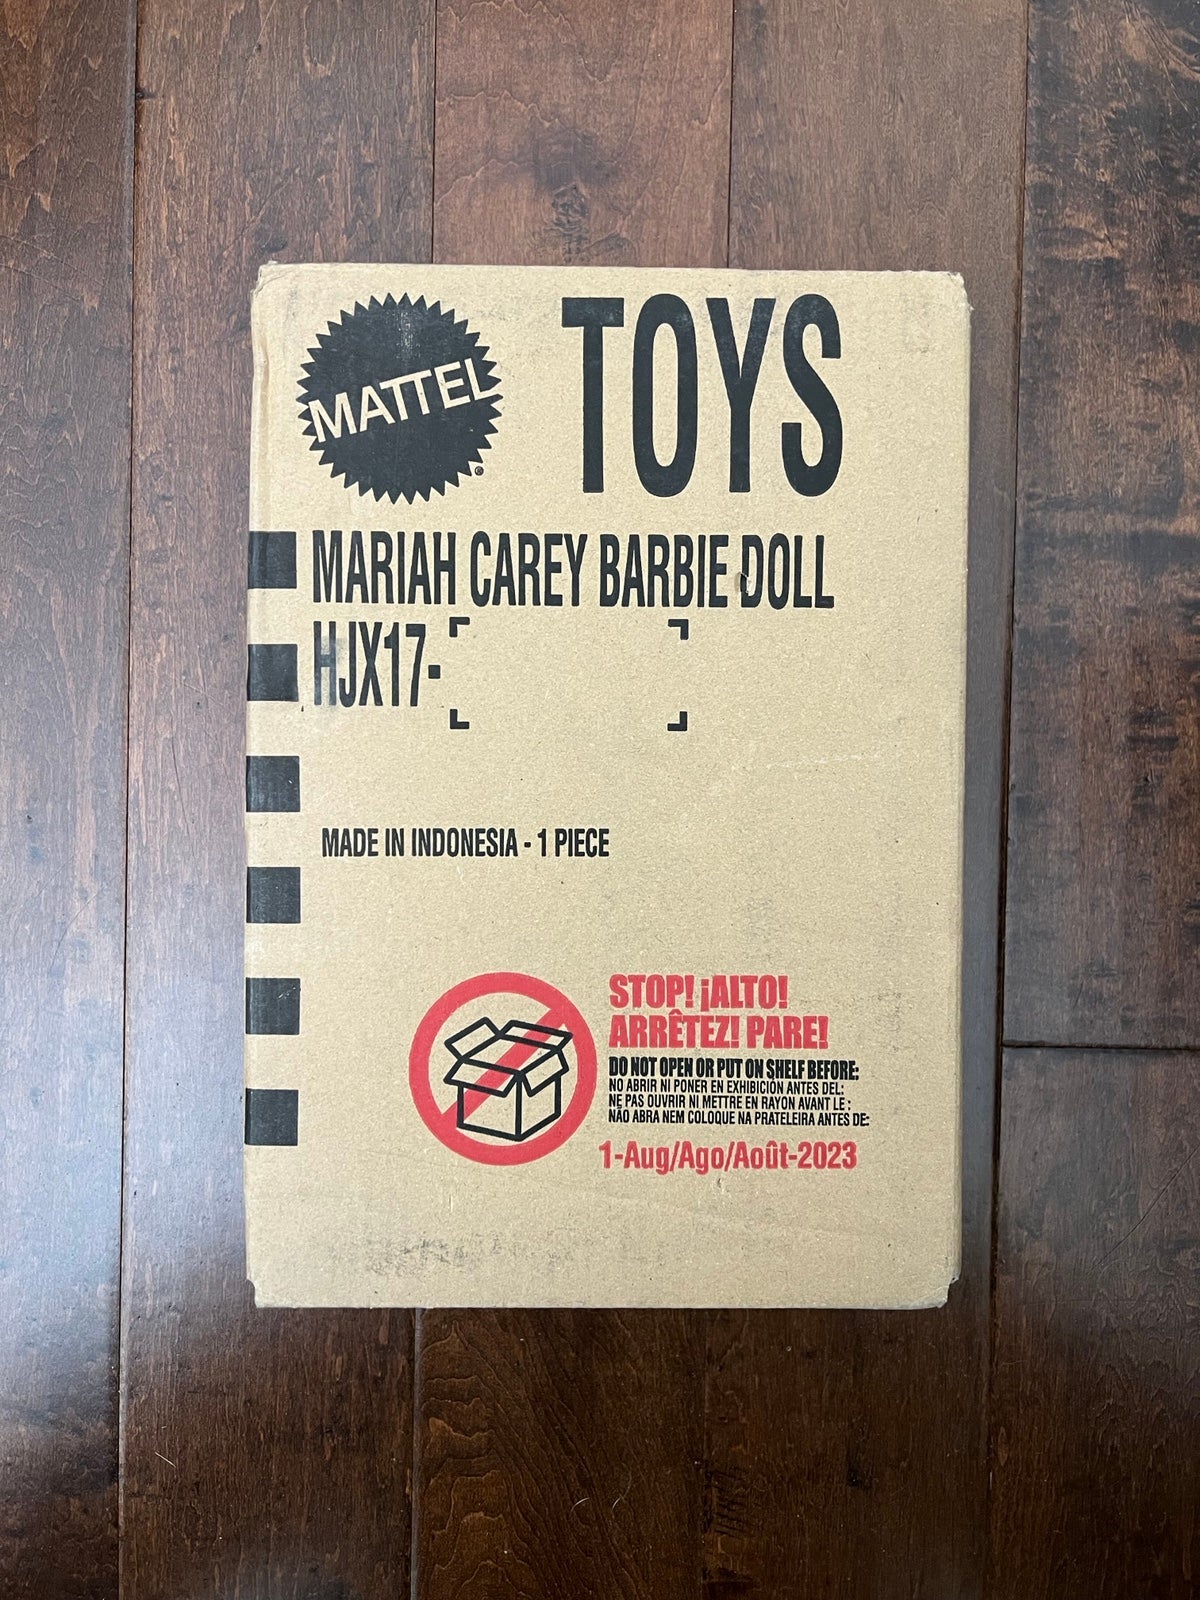 MATTEL
®
TOYS
MARIAH CAREY BARBIE DOLL
HJX17-
MADE IN INDONESIA - 1 PIECE
STOP! ¡ALTO!
ARRÊTEZ! PARE!
DO NOT OPEN OR PUT ON SHELF BEFORE:
NO ABRIR NI PONER EN EXHIBICIÓN ANTES DEL:
NE PAS OUVRIR NI METTRE EN RAYON AVANT LE :
NÃO ABRA NEM COLOQUE NA PRATELEIRA ANTES DE:
1-Aug/Ago/Août-2023